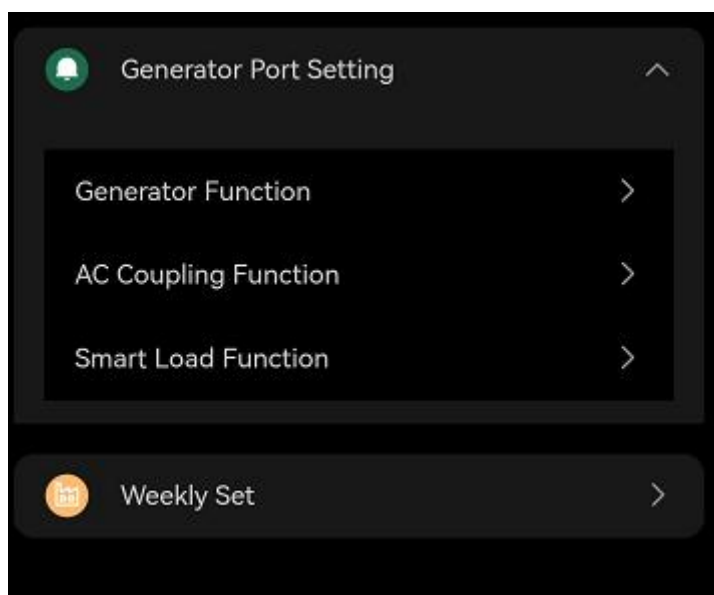 Generator Port Setting
Generator Function
AC Coupling Function
Smart Load Function
Weekly Set